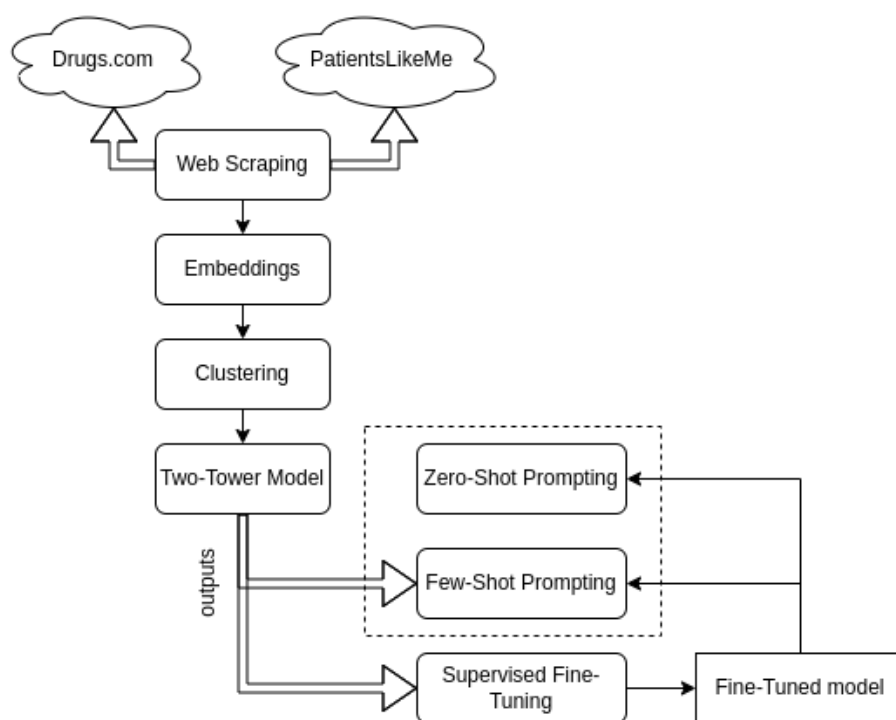 Drugs.com
PatientsLikeMe
Web Scraping
Embeddings
Clustering
Two-Tower Model
Zero-Shot Prompting
outputs
Few-Shot Prompting
Supervised Fine-
Tuning
Fine-Tuned model